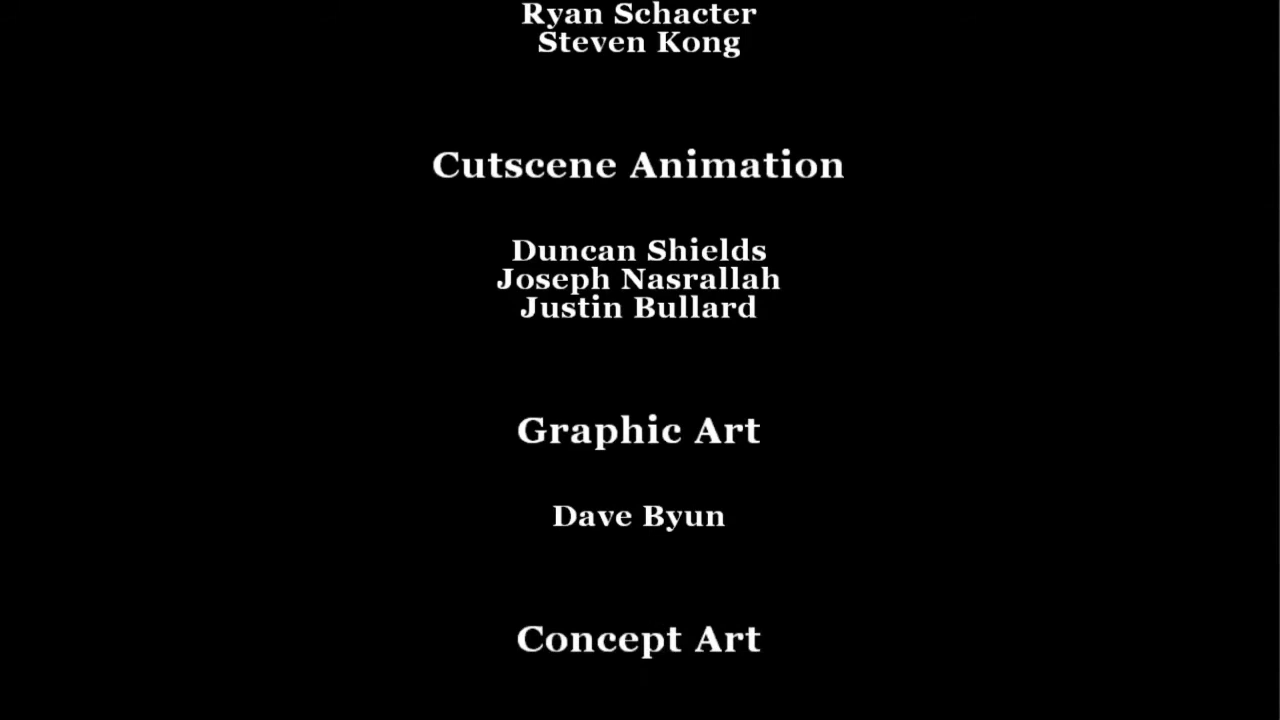 Ryan Schacter
Steven Kong
Cutscene Animation
Duncan Shields
Joseph Nasrallah
Justin Bullard
Graphic Art
Dave Byun
Concept Art